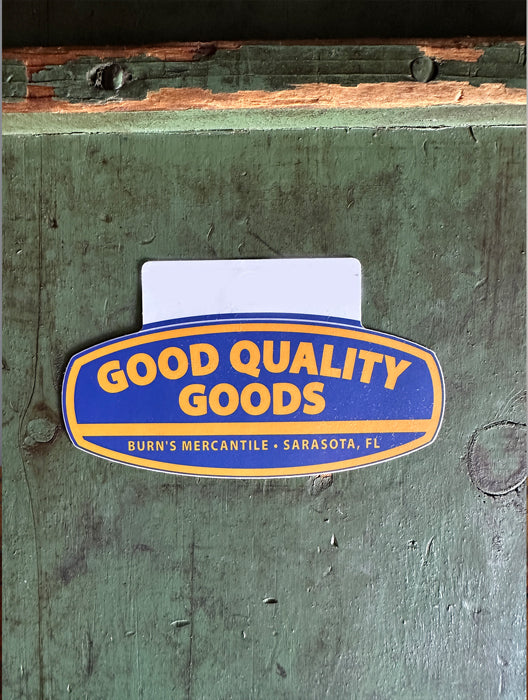 GOOD QUALITY
GOODS
BURN'S MERCANTILE • SARASOTA, FL